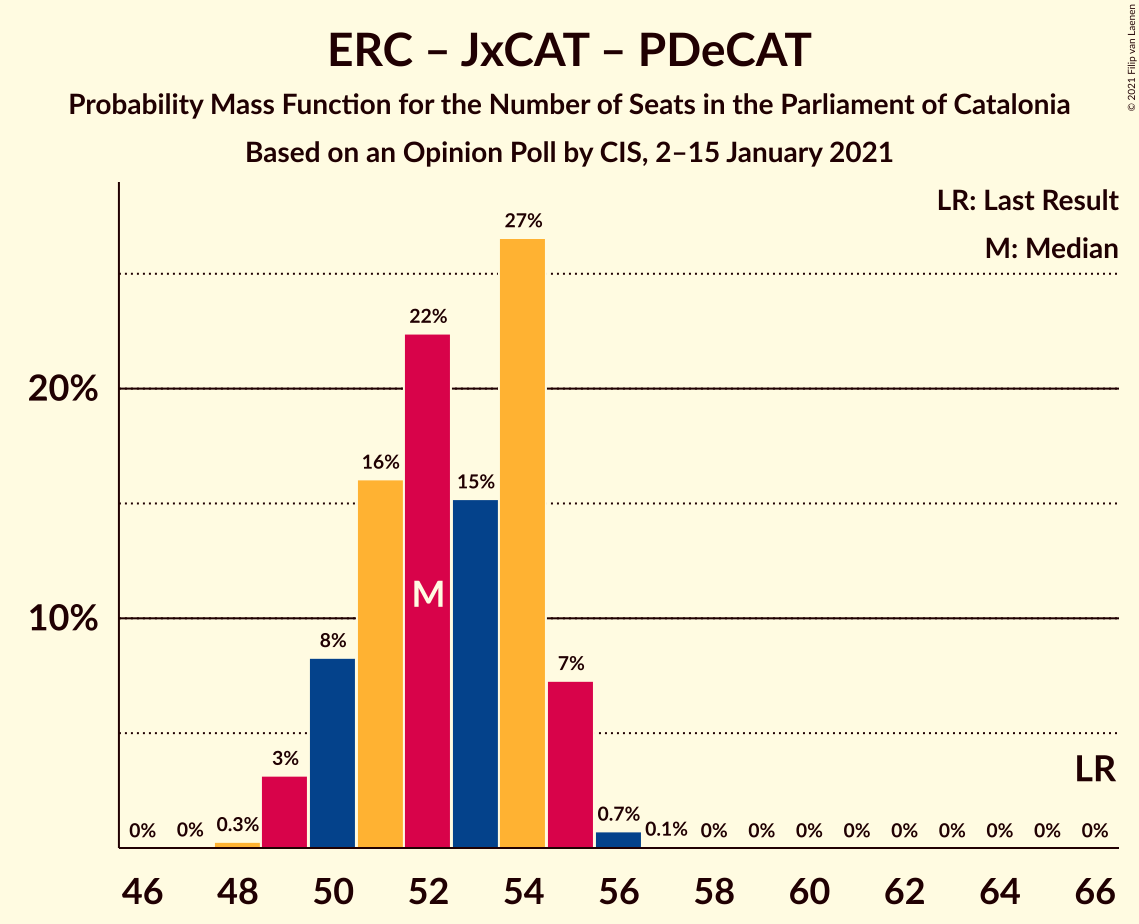 ERC – JxCAT – PDeCAT
Probability Mass Function for the Number of Seats in the Parliament of Catalonia
Based on an Opinion Poll by CIS, 2–15 January 2021
© 2021 Filip van Laenen
LR: Last Result
M: Median
27%
22%
20%
16%
15%
M
10%
8%
7%
3%
LR
0% 0% 0.3% 0.7% 0.1% 0% 0% 0% 0% 0% 0% 0% 0% 0%
46 48 50 52 54 56 58 60 62 64 66